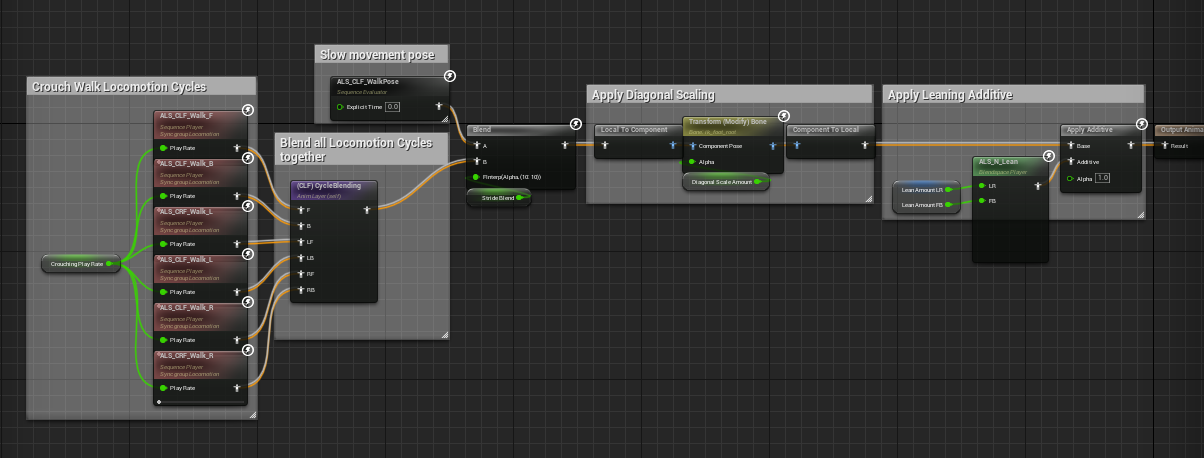 Crouch Walk Locomotion Cycles
ALS_CLF_Walk_F
Sequence Player
Sync group Locomotion
Play Rate
ALS_CLF_Walk_B
Sequence Player
Sync group Locomotion
Play Rate
ALS_CRF_Walk_L
Sequence Player
Sync group Locomotion
Play Rate
ALS_CLF_Walk_L
Sequence Player
Sync group Locomotion
Play Rate
ALS_CLF_Walk_R
Sequence Player
Sync group Locomotion
Play Rate
ALS_CRF_Walk_R
Sequence Player
Sync group Locomotion
Play Rate
Crouching Play Rate
Slow movement pose
ALS_CLF_WalkPose
Sequence Evaluator
Explicit Time 0.0
Blend all Locomotion Cycles
together
(CLF) CycleBlending
Anim Layer (self)
F
B
LF
LB
RF
RB
Blend
A
B
FInterp(Alpha, (10: 10))
Stride Blend
Apply Diagonal Scaling
Local To Component
Transform (Modify) Bone
Component Pose
Alpha
Diagonal Scale Amount
Component To Local
Apply Leaning Additive
Lean Amount LR
Lean Amount FB
ALS_N_Lean
Blendspace Player
LR
FB
Apply Additive
Base
Additive
Alpha 1.0
Output Anima
Result